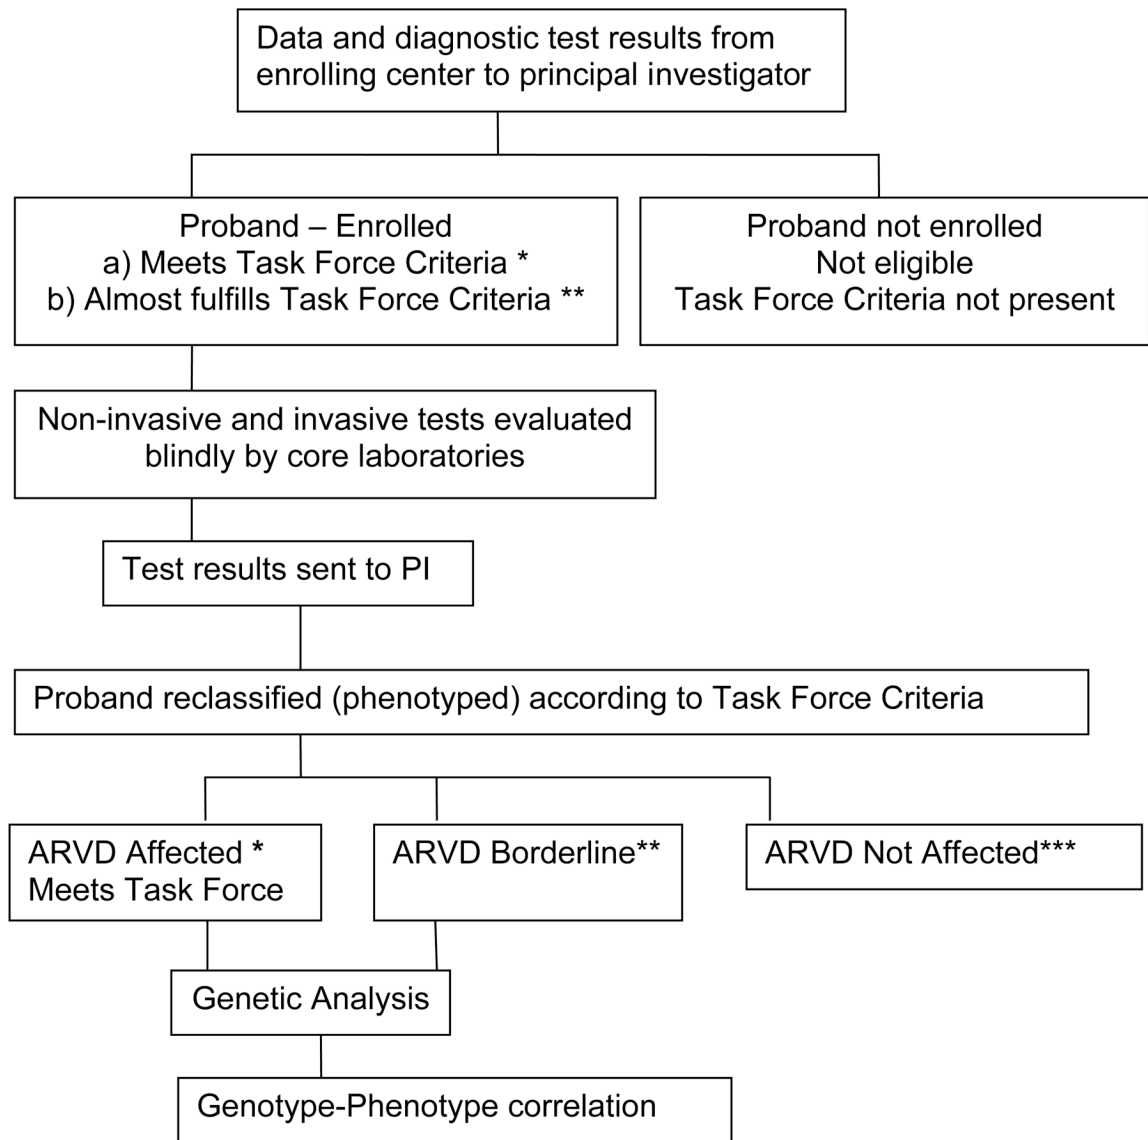 Data and diagnostic test results from
enrolling center to principal investigator
Proband – Enrolled
a) Meets Task Force Criteria *
b) Almost fulfills Task Force Criteria **
Proband not enrolled
Not eligible
Task Force Criteria not present
Non-invasive and invasive tests evaluated
blindly by core laboratories
Test results sent to PI
Proband reclassified (phenotyped) according to Task Force Criteria
ARVD Affected *
Meets Task Force
ARVD Borderline**
ARVD Not Affected***
Genetic Analysis
Genotype-Phenotype correlation